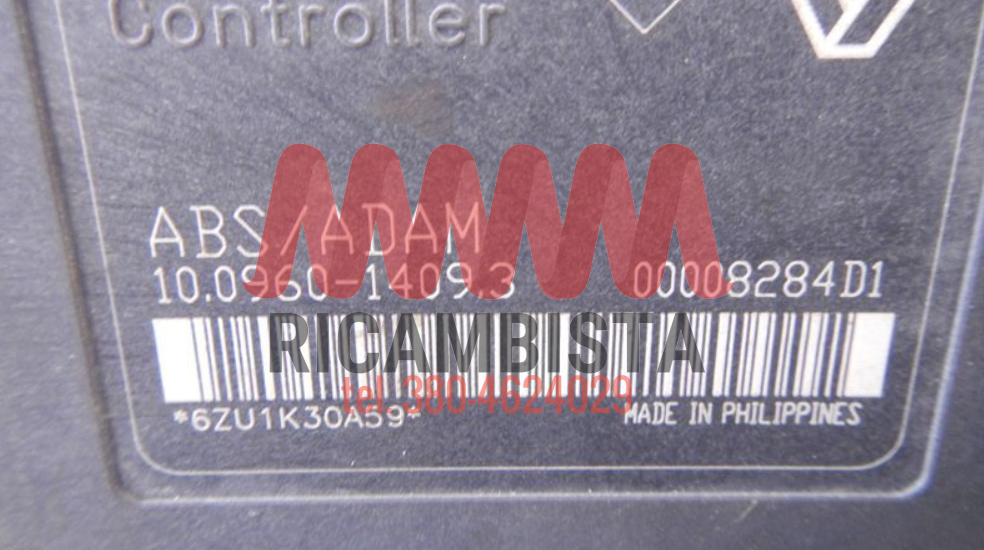 Controller
ABS/ADAM
10.0960-1409.3 00008284D1
RICAMBISTA
tel. 380-4624029
*6ZU1K30A59*
MADE IN PHILIPPINES